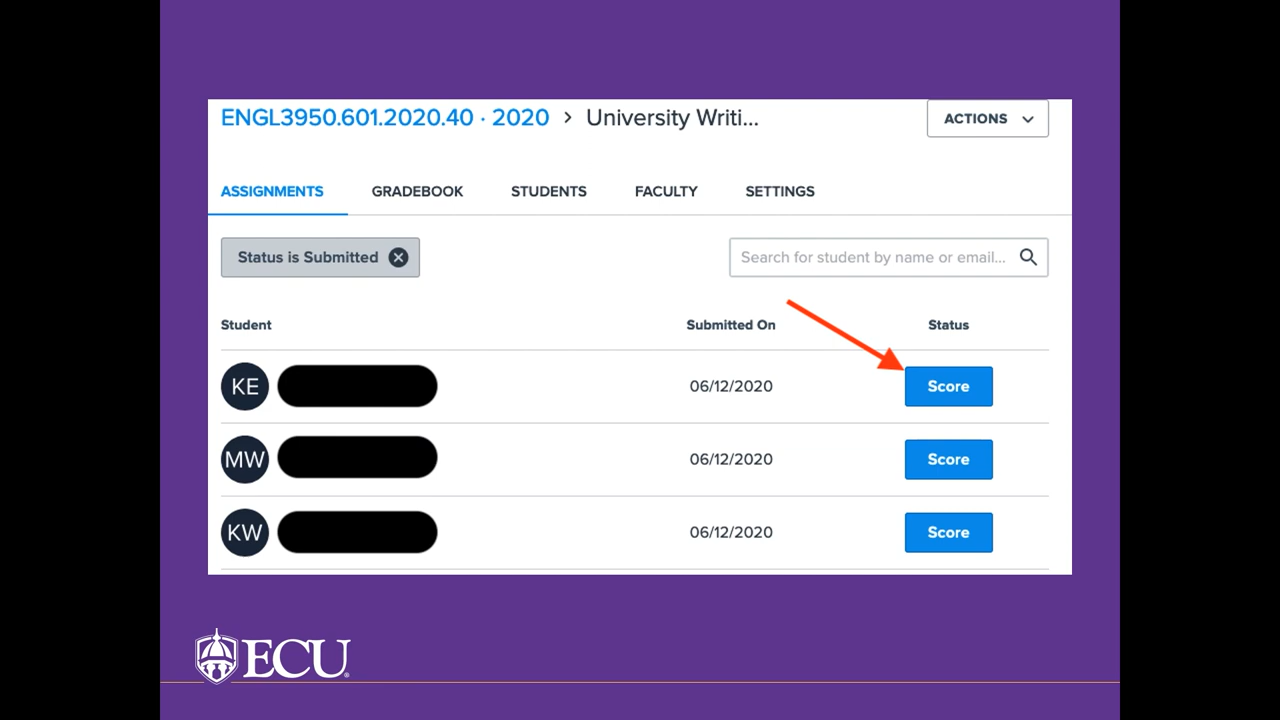 ENGL3950.601.2020.40 · 2020 > University Writi... ACTIONS
ASSIGNMENTS GRADEBOOK STUDENTS FACULTY SETTINGS
Status is Submitted Search for student by name or email...
Student Submitted On Status
KE 06/12/2020 Score
MW 06/12/2020 Score
KW 06/12/2020 Score
ECU